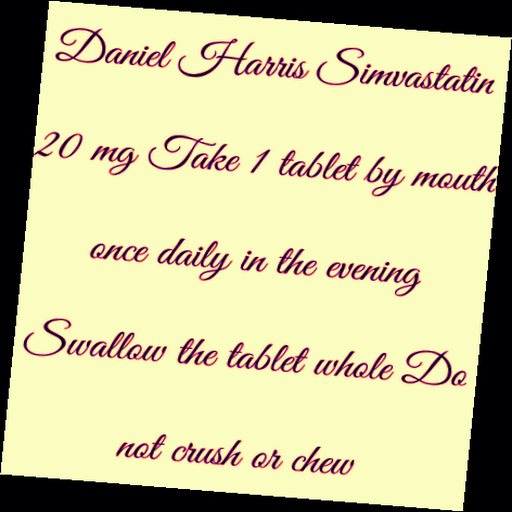 Daniel Harris Simvastatin
20 mg Take 1 tablet by mouth
once daily in the evening
Swallow the tablet whole Do
not crush or chew